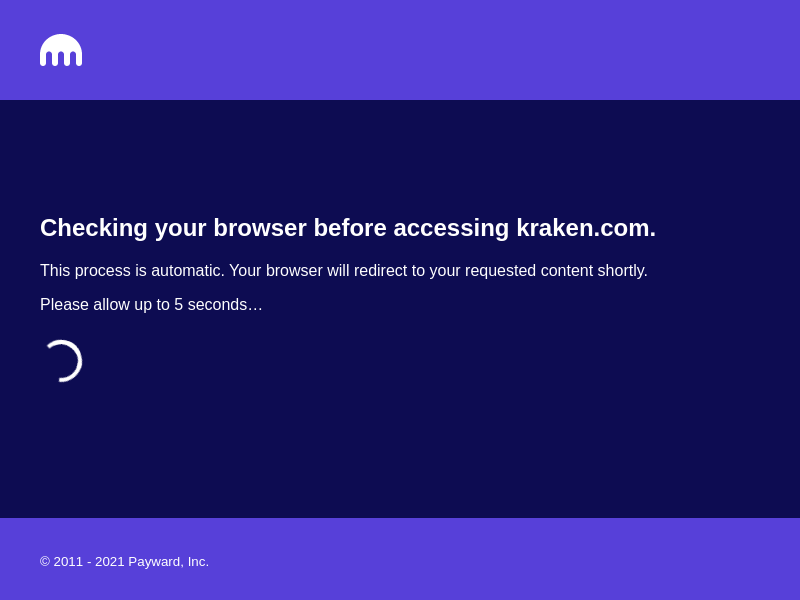 Checking your browser before accessing kraken.com.
This process is automatic. Your browser will redirect to your requested content shortly.
Please allow up to 5 seconds…
© 2011 - 2021 Payward, Inc.